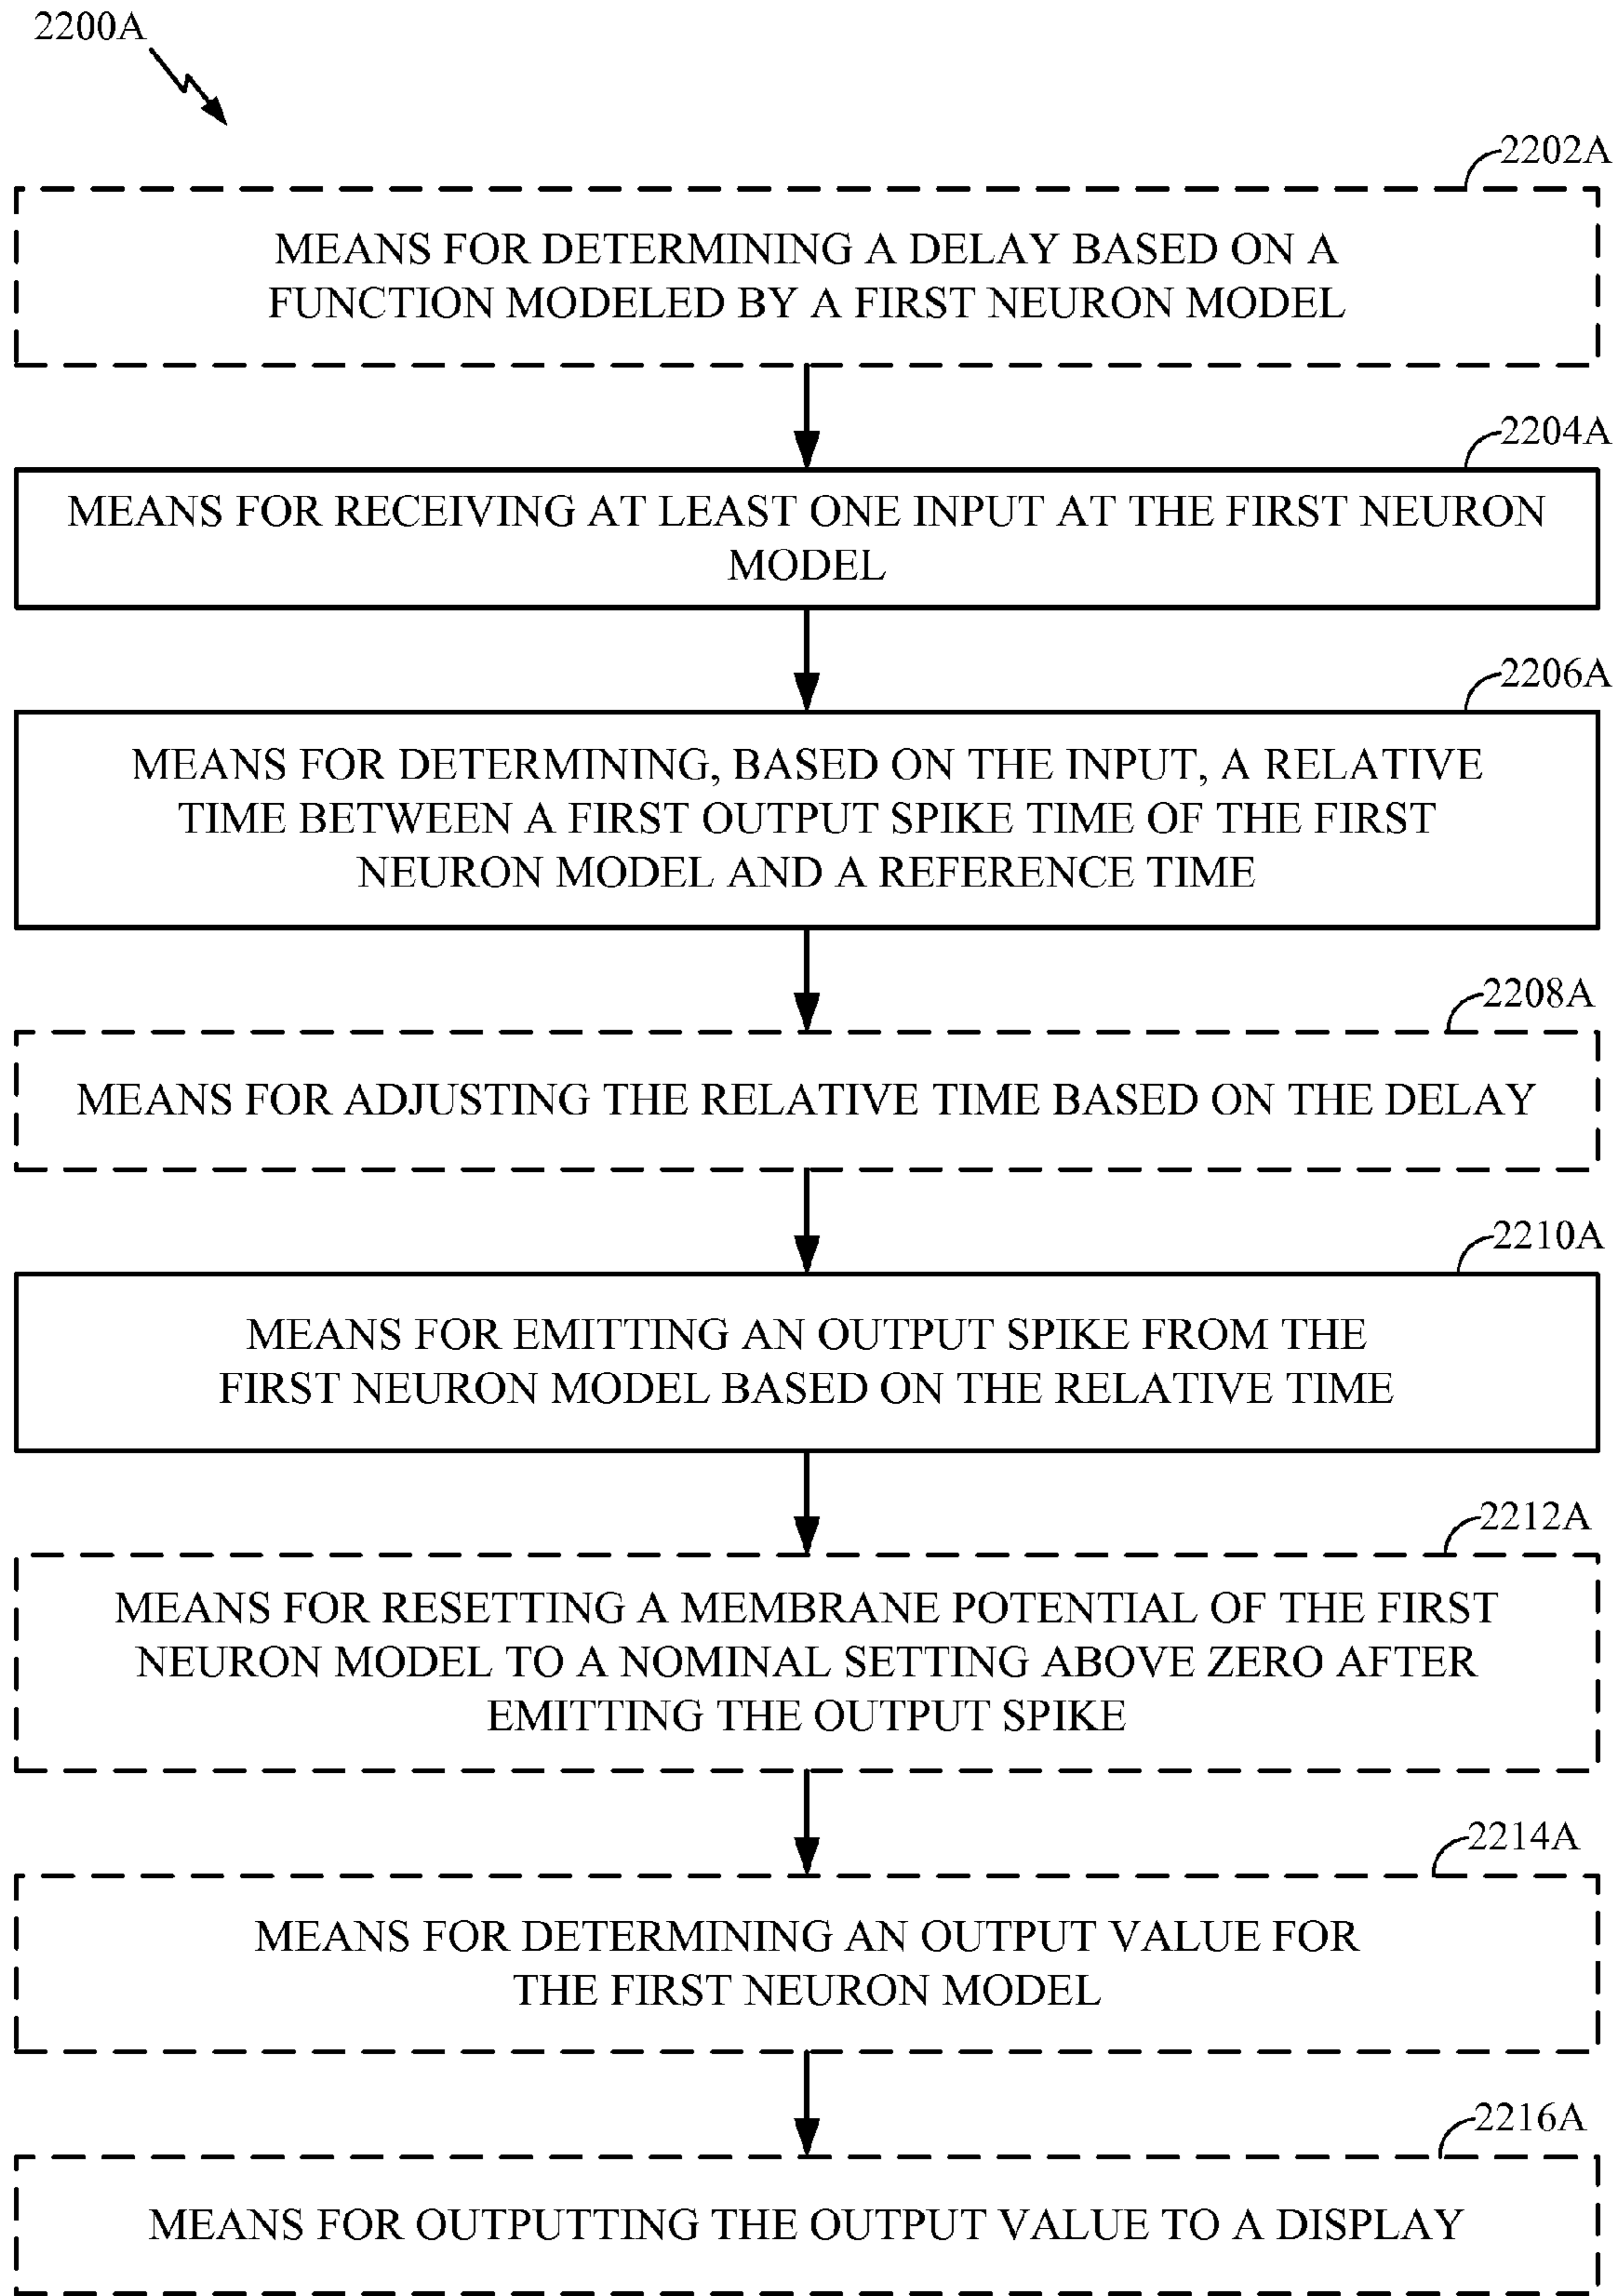 2200A
2202A
MEANS FOR DETERMINING A DELAY BASED ON A
FUNCTION MODELED BY A FIRST NEURON MODEL
2204A
MEANS FOR RECEIVING AT LEAST ONE INPUT AT THE FIRST NEURON
MODEL
2206A
MEANS FOR DETERMINING, BASED ON THE INPUT, A RELATIVE
TIME BETWEEN A FIRST OUTPUT SPIKE TIME OF THE FIRST
NEURON MODEL AND A REFERENCE TIME
2208A
MEANS FOR ADJUSTING THE RELATIVE TIME BASED ON THE DELAY
2210A
MEANS FOR EMITTING AN OUTPUT SPIKE FROM THE
FIRST NEURON MODEL BASED ON THE RELATIVE TIME
2212A
MEANS FOR RESETTING A MEMBRANE POTENTIAL OF THE FIRST
NEURON MODEL TO A NOMINAL SETTING ABOVE ZERO AFTER
EMITTING THE OUTPUT SPIKE
2214A
MEANS FOR DETERMINING AN OUTPUT VALUE FOR
THE FIRST NEURON MODEL
2216A
MEANS FOR OUTPUTTING THE OUTPUT VALUE TO A DISPLAY